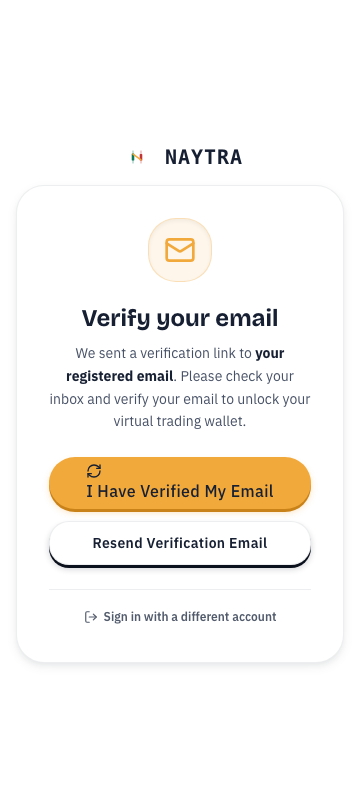 NAYTRA
Verify your email
We sent a verification link to your
registered email. Please check your
inbox and verify your email to unlock your
virtual trading wallet.
I Have Verified My Email
Resend Verification Email
Sign in with a different account